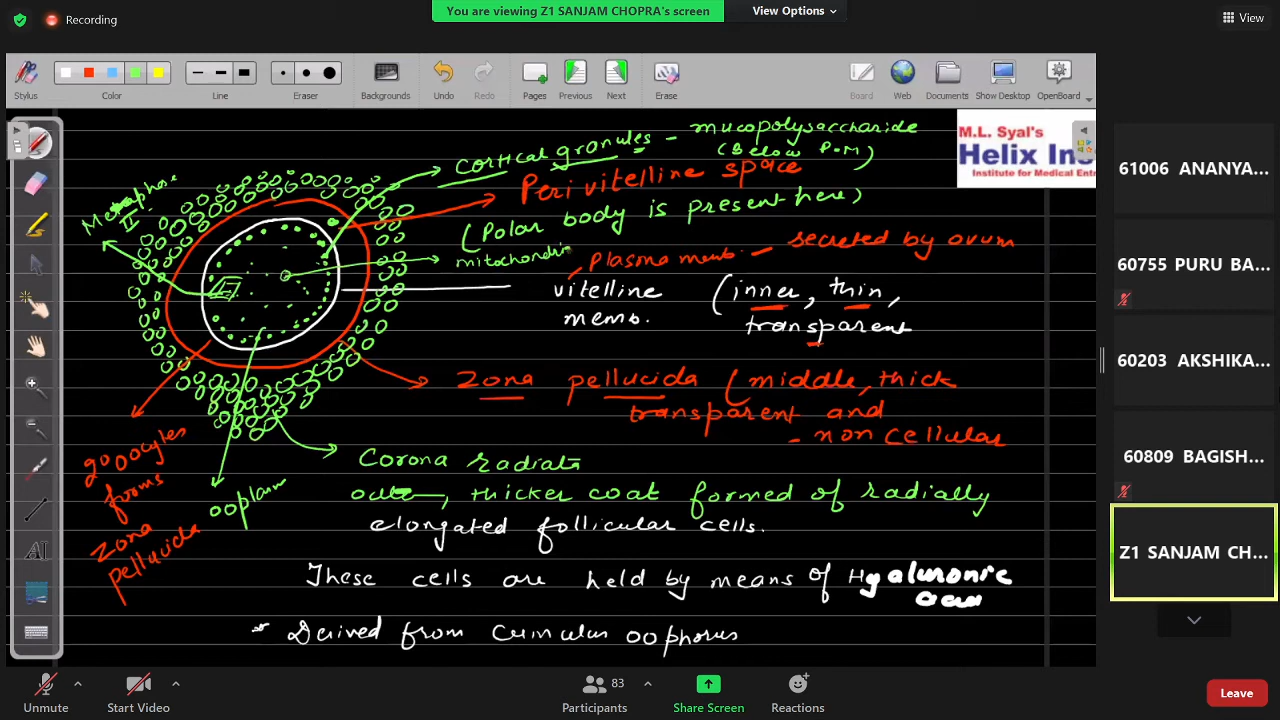 Recording
You are viewing Z1 SANJAM CHOPRA's screen
View Options
View
Stylus
Color
Line
Eraser
Backgrounds
Undo
Redo
Pages
Previous
Next
Erase
Board
Web
Documents
Show Desktop
OpenBoard
M.L. Syal's
Helix Ins
Institute for Medical Entr
Cortical granules - mucopolysaccharide
(Below P.M)
Perivitelline space
(Polar body is present here)
mitochondria
Metaphase
II
Plasma memb. - secreted by ovum
vitelline (inner, thin,
memb. transparent
Zona pellucida (middle, thick
transparent and
- non cellular
2° oocytes
forms
zona
pellucida
ooplasm
Corona radiata
outer, thicker coat formed of radially
elongated follicular cells.
These cells are held by means of Hyaluronic
* Derived from Cumulus oophorus
61006 ANANYA...
60755 PURU BA...
60203 AKSHIKA...
60809 BAGISH...
Z1 SANJAM CH...
Unmute
Start Video
83
Participants
Share Screen
Reactions
Leave